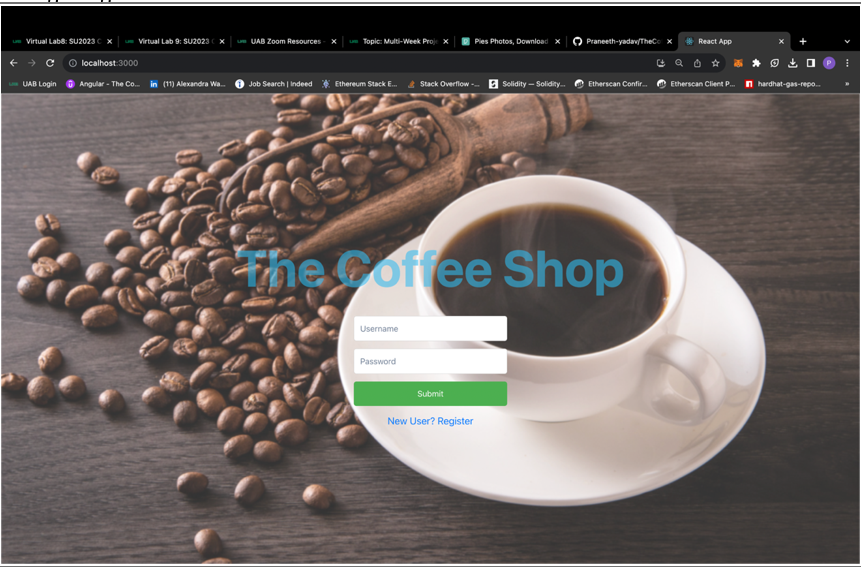 Virtual Lab8: SU2023 C
Virtual Lab 9: SU2023
UAB Zoom Resources -
Topic: Multi-Week Proje
Pies Photos, Download
Praneeth-yadav/TheCo
React App
localhost:3000
P
UAB Login
Angular - The Co...
(11) Alexandra Wa...
Job Search | Indeed
Ethereum Stack E...
Stack Overflow -...
Solidity — Solidity...
Etherscan Confir...
Etherscan Client P...
hardhat-gas-repo...
The Coffee Shop
Username
Password
Submit
New User? Register